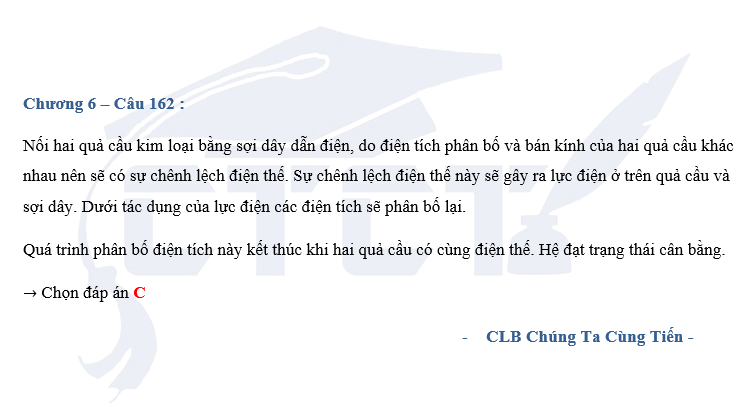 Chương 6 – Câu 162 :
Nối hai quả cầu kim loại bằng sợi dây dẫn điện, do điện tích phân bố và bán kính của hai quả cầu khác
nhau nên sẽ có sự chênh lệch điện thế. Sự chênh lệch điện thế này sẽ gây ra lực điện ở trên quả cầu và
sợi dây. Dưới tác dụng của lực điện các điện tích sẽ phân bố lại.
Quá trình phân bố điện tích này kết thúc khi hai quả cầu có cùng điện thế. Hệ đạt trạng thái cân bằng.
→ Chọn đáp án C
- CLB Chúng Ta Cùng Tiến -
CTCT